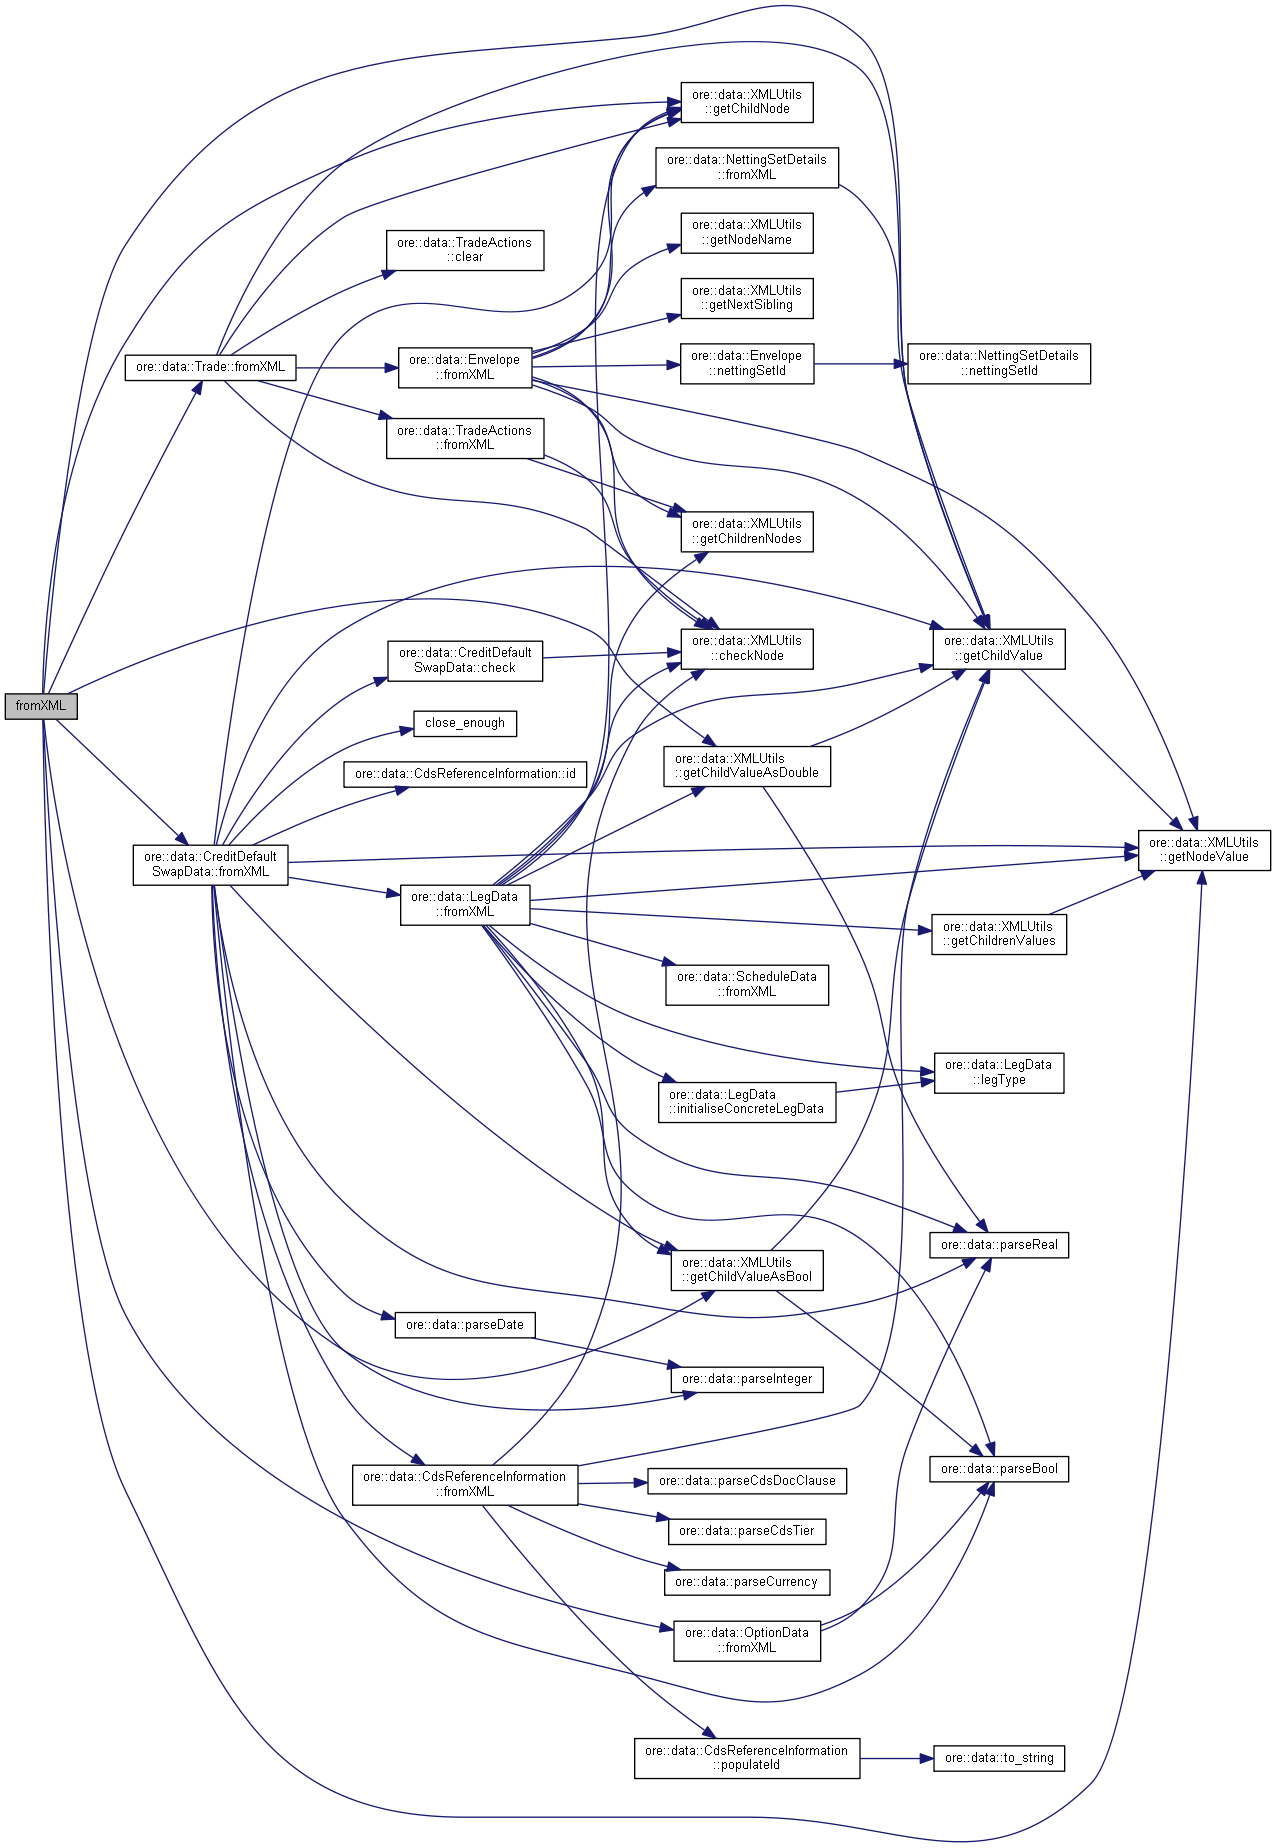 ore::data::XMLUtils
::getChildNode
ore::data::NettingSetDetails
::fromXML
ore::data::XMLUtils
::getNodeName
ore::data::TradeActions
::clear
ore::data::XMLUtils
::getNextSibling
ore::data::Trade::fromXML
ore::data::Envelope
::fromXML
ore::data::Envelope
::nettingSetId
ore::data::NettingSetDetails
::nettingSetId
ore::data::TradeActions
::fromXML
ore::data::XMLUtils
::getChildrenNodes
ore::data::CreditDefault
SwapData::check
ore::data::XMLUtils
::checkNode
ore::data::XMLUtils
::getChildValue
fromXML
close_enough
ore::data::XMLUtils
::getChildValueAsDouble
ore::data::CdsReferenceInformation::id
ore::data::CreditDefault
SwapData::fromXML
ore::data::XMLUtils
::getNodeValue
ore::data::LegData
::fromXML
ore::data::XMLUtils
::getChildrenValues
ore::data::ScheduleData
::fromXML
ore::data::LegData
::legType
ore::data::LegData
::initialiseConcreteLegData
ore::data::parseReal
ore::data::XMLUtils
::getChildValueAsBool
ore::data::parseDate
ore::data::parseInteger
ore::data::parseBool
ore::data::CdsReferenceInformation
::fromXML
ore::data::parseCdsDocClause
ore::data::parseCdsTier
ore::data::parseCurrency
ore::data::OptionData
::fromXML
ore::data::CdsReferenceInformation
::populateId
ore::data::to_string